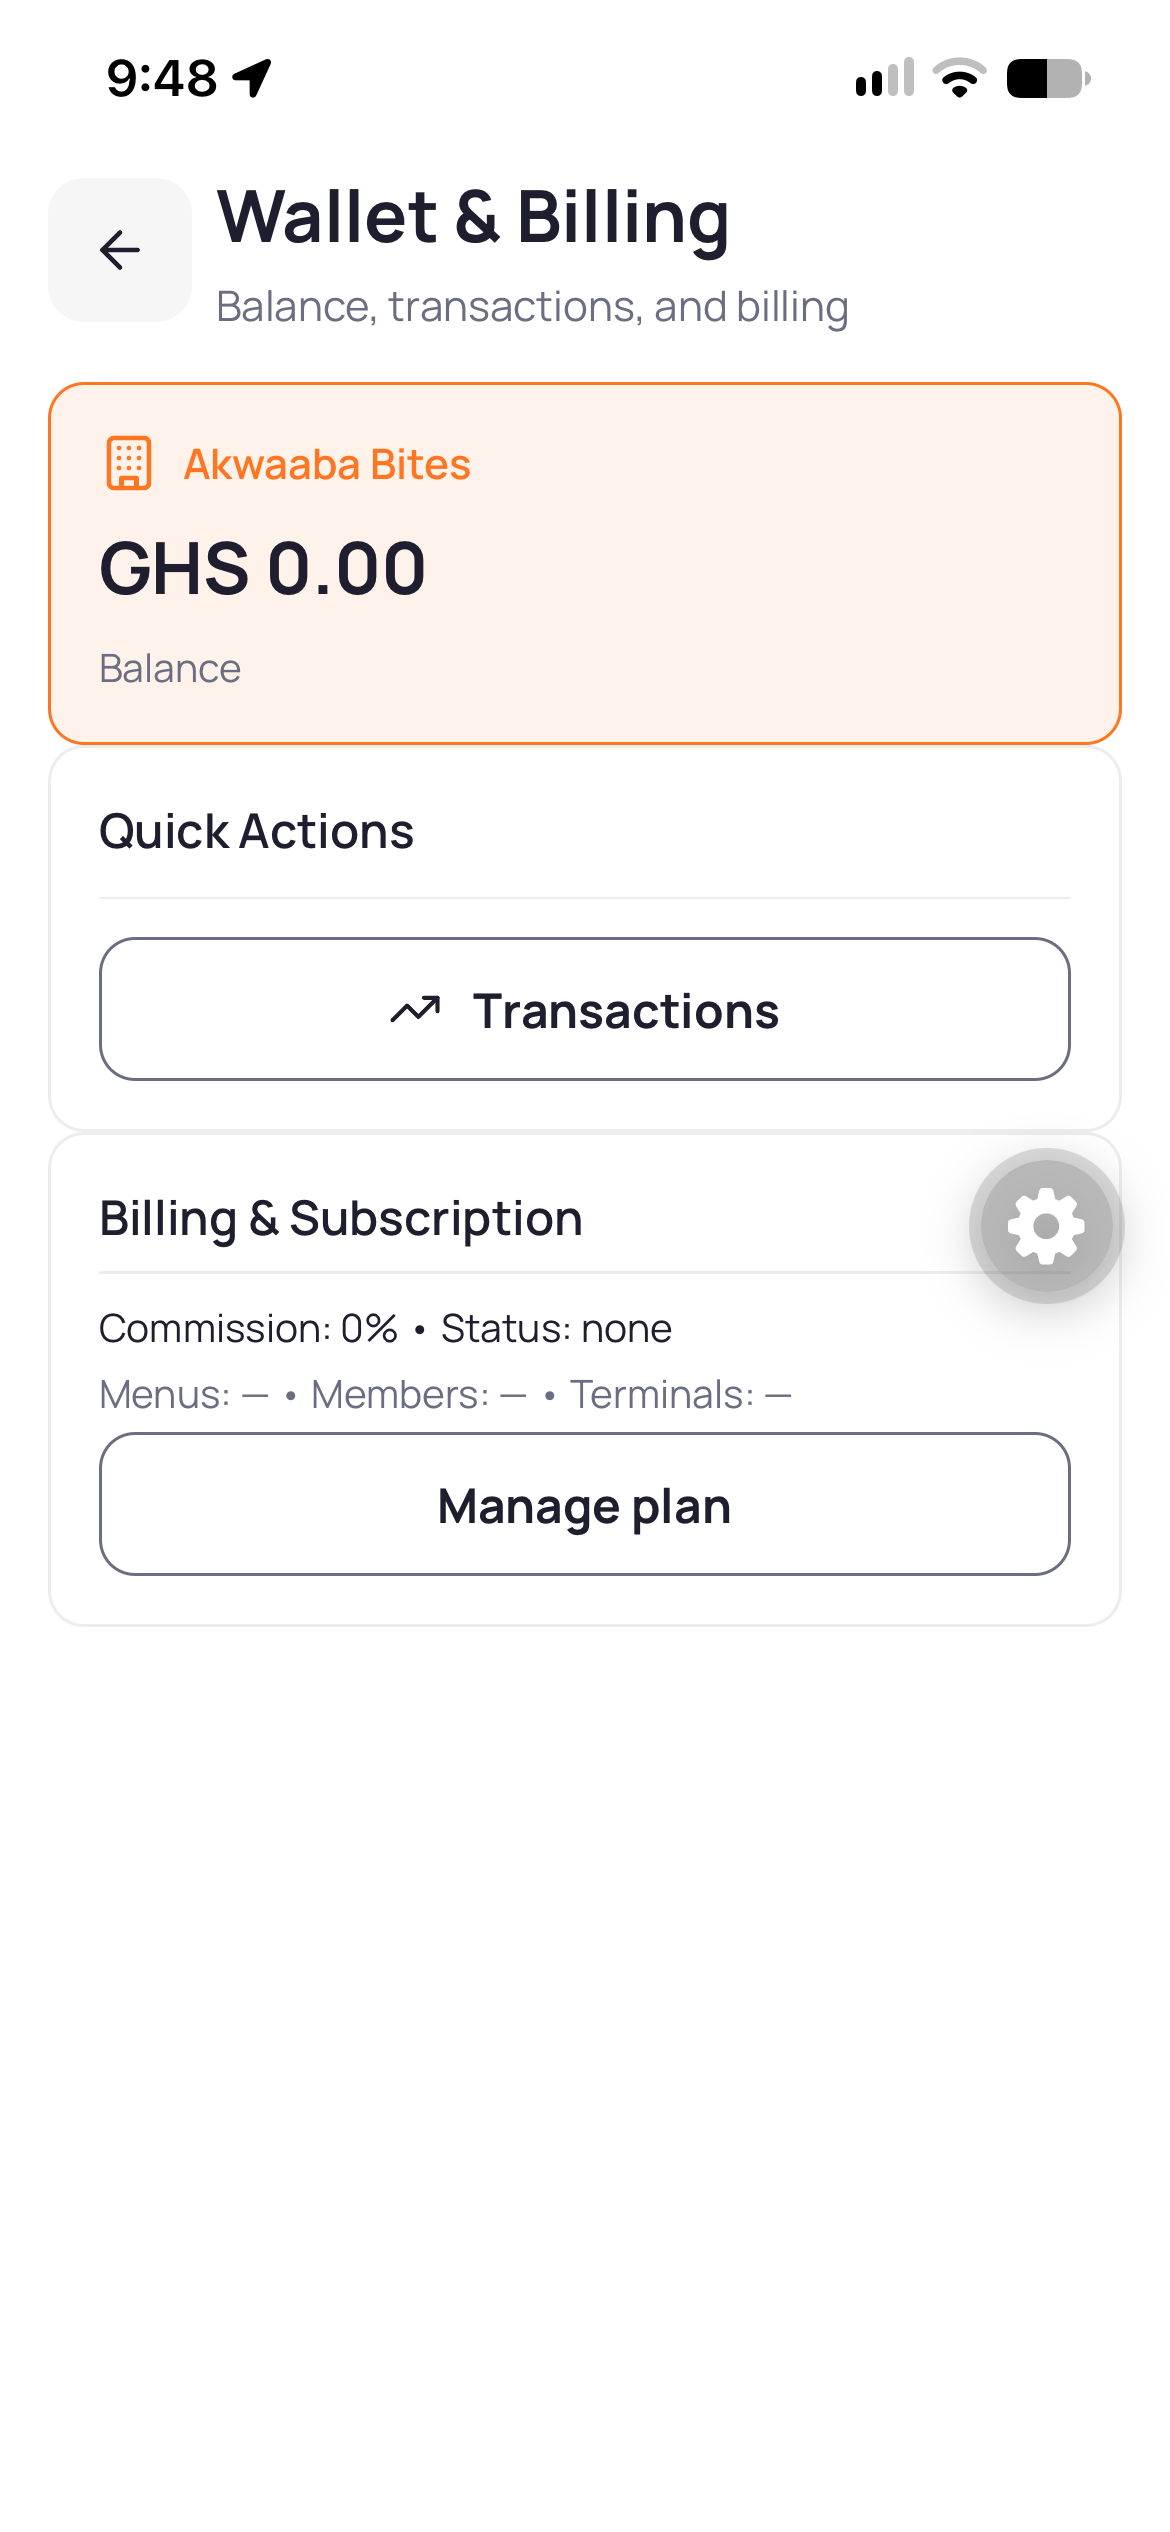 9:48
Wallet & Billing
Balance, transactions, and billing
Akwaaba Bites
GHS 0.00
Balance
Quick Actions
Transactions
Billing & Subscription
Commission: 0% • Status: none
Menus: — • Members: — • Terminals: —
Manage plan